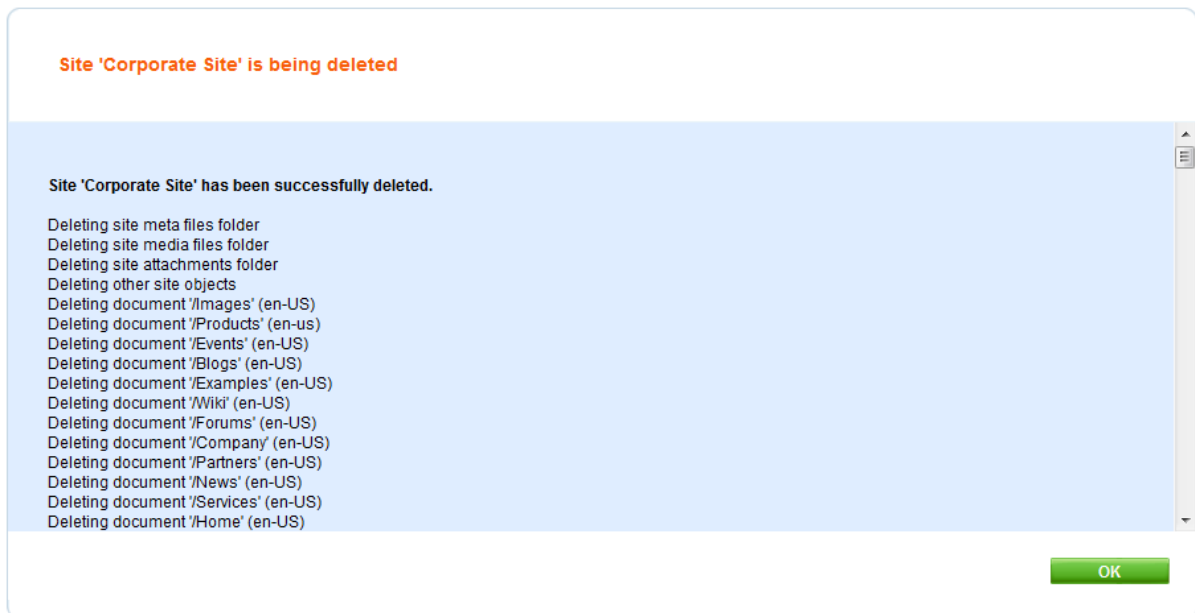 Site 'Corporate Site' is being deleted
Site 'Corporate Site' has been successfully deleted.
Deleting site meta files folder
Deleting site media files folder
Deleting site attachments folder
Deleting other site objects
Deleting document '/Images' (en-US)
Deleting document '/Products' (en-us)
Deleting document '/Events' (en-US)
Deleting document '/Blogs' (en-US)
Deleting document '/Examples' (en-US)
Deleting document '/Wiki' (en-US)
Deleting document '/Forums' (en-US)
Deleting document '/Company' (en-US)
Deleting document '/Partners' (en-US)
Deleting document '/News' (en-US)
Deleting document '/Services' (en-US)
Deleting document '/Home' (en-US)
OK